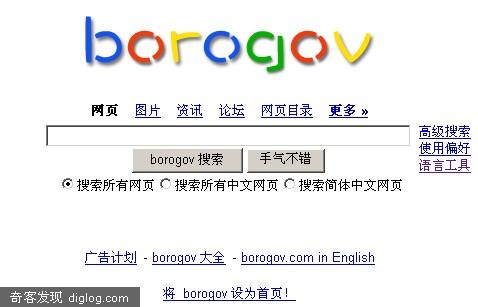 borogov
网页 图片 资讯 论坛 网页目录 更多 »
高级搜索
使用偏好
语言工具
borogov 搜索 手气不错
搜索所有网页 搜索所有中文网页 搜索简体中文网页
广告计划 - borogov 大全 - borogov.com in English
将 borogov 设为首页！
奇客发现 diglog.com